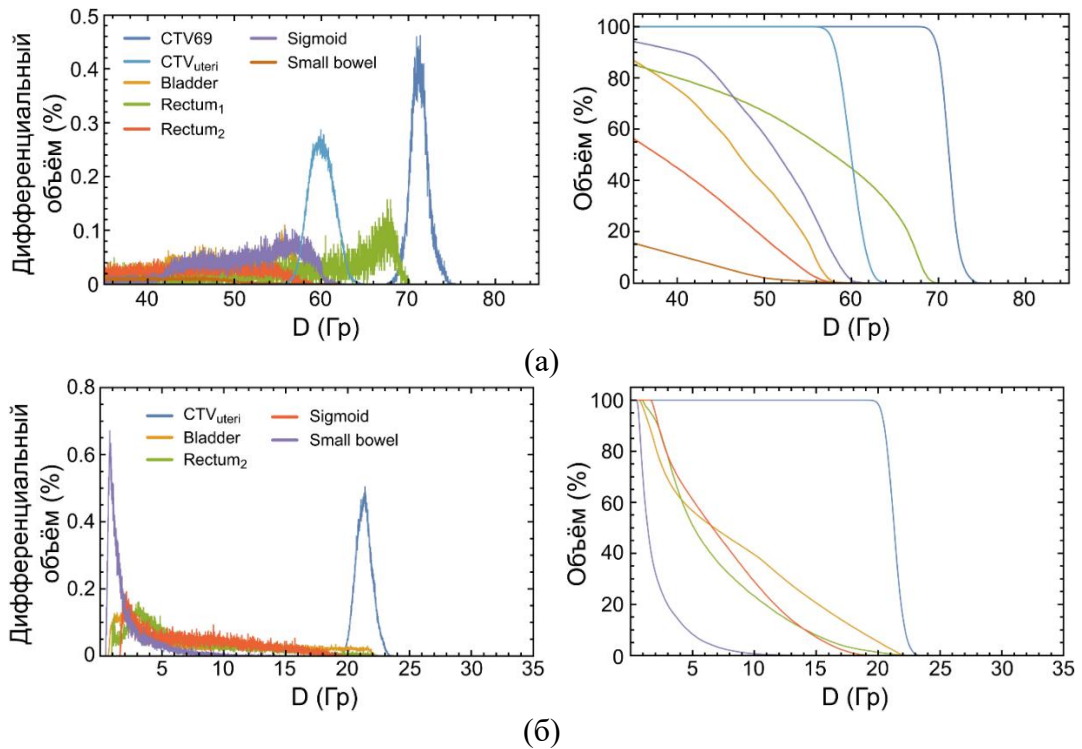 Дифференциальный
объём (%)
0.5
0.4
0.3
0.2
0.1
0
CTV69
CTVuteri
Bladder
Rectum1
Rectum2
Sigmoid
Small bowel
40 50 60 70 80
D (Гр)
Объём (%)
100
80
60
40
20
0
40 50 60 70 80
D (Гр)
(а)
Дифференциальный
объём (%)
0.8
0.6
0.4
0.2
0
CTVuteri
Bladder
Rectum2
Sigmoid
Small bowel
5 10 15 20 25 30 35
D (Гр)
Объём (%)
100
80
60
40
20
0
5 10 15 20 25 30 35
D (Гр)
(б)